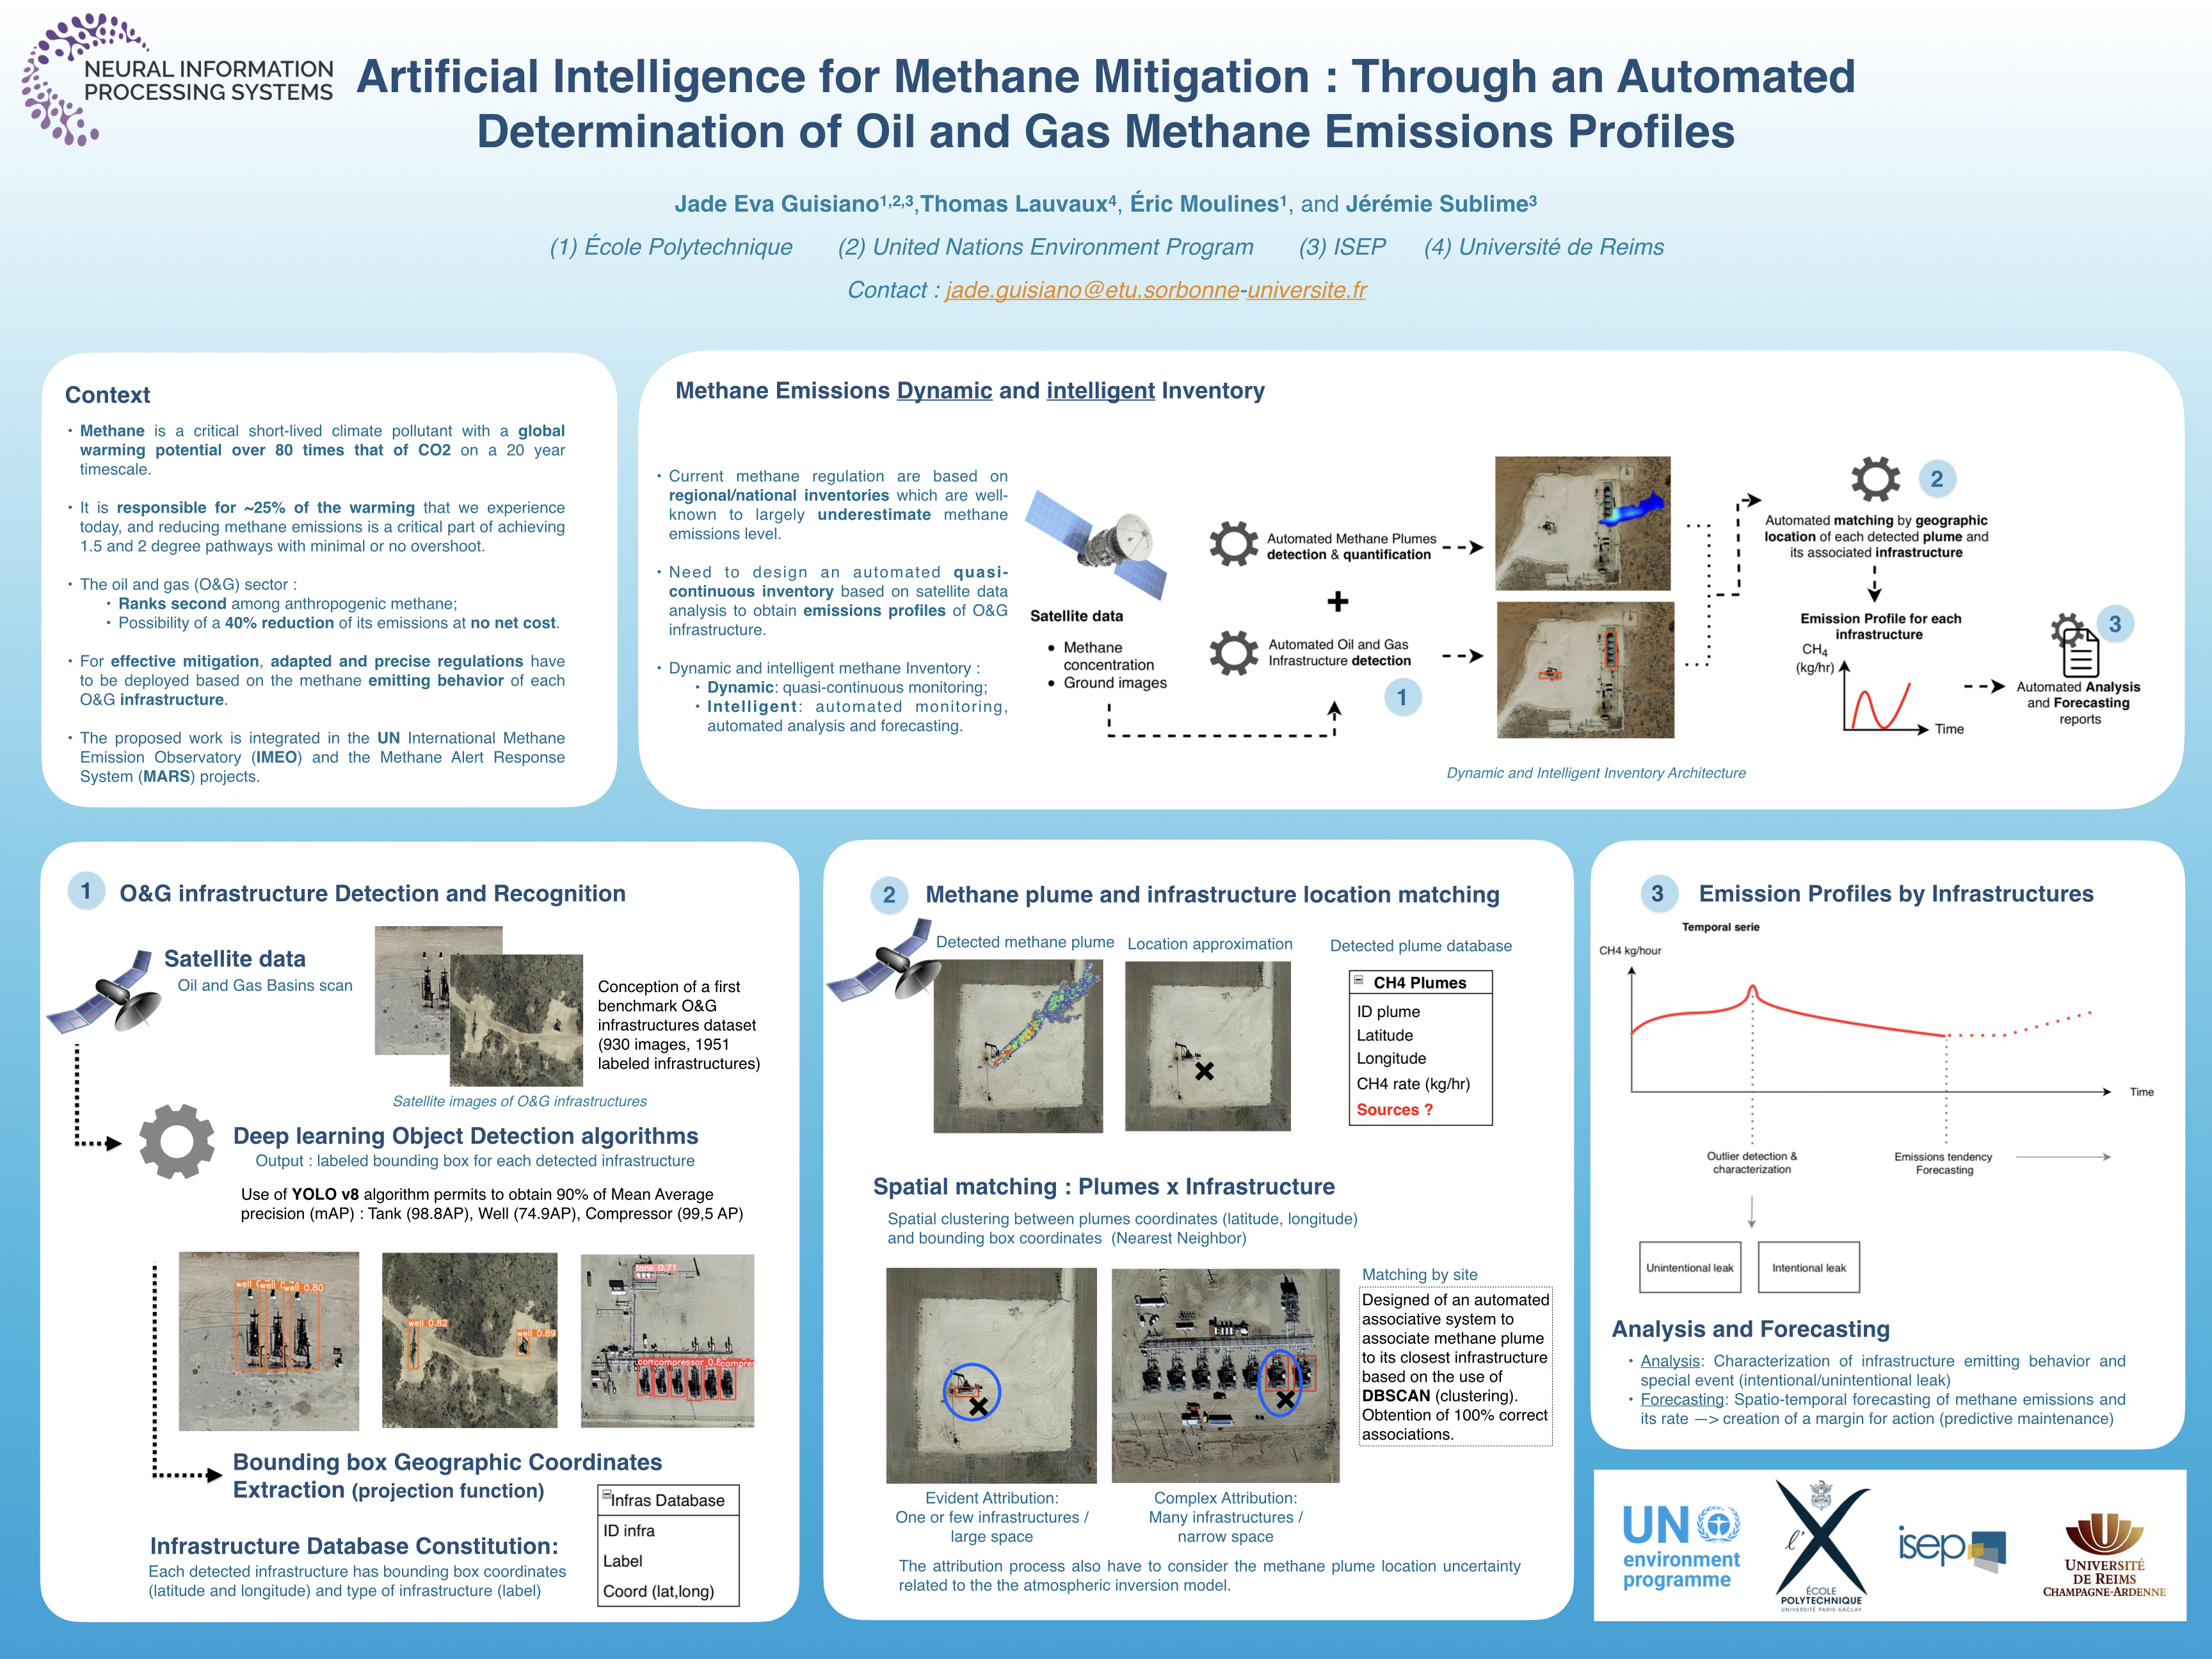 NEURAL INFORMATION
PROCESSING SYSTEMS
Artificial Intelligence for Methane Mitigation : Through an Automated
Determination of Oil and Gas Methane Emissions Profiles
Jade Eva Guisiano1,2,3,Thomas Lauvaux4, Éric Moulines1, and Jérémie Sublime3
(1) École Polytechnique (2) United Nations Environment Program (3) ISEP (4) Université de Reims
Contact : jade.guisiano@etu.sorbonne-universite.fr
Context
• Methane is a critical short-lived climate pollutant with a global
warming potential over 80 times that of CO2 on a 20 year
timescale.
• It is responsible for ~25% of the warming that we experience
today, and reducing methane emissions is a critical part of achieving
1.5 and 2 degree pathways with minimal or no overshoot.
• The oil and gas (O&G) sector :
• Ranks second among anthropogenic methane;
• Possibility of a 40% reduction of its emissions at no net cost.
• For effective mitigation, adapted and precise regulations have
to be deployed based on the methane emitting behavior of each
O&G infrastructure.
• The proposed work is integrated in the UN International Methane
Emission Observatory (IMEO) and the Methane Alert Response
System (MARS) projects.
Methane Emissions Dynamic and intelligent Inventory
• Current methane regulation are based on
regional/national inventories which are well-
known to largely underestimate methane
emissions level.
• Need to design an automated quasi-
continuous inventory based on satellite data
analysis to obtain emissions profiles of O&G
infrastructure.
• Dynamic and intelligent methane Inventory :
• Dynamic: quasi-continuous monitoring;
• Intelligent: automated monitoring,
automated analysis and forecasting.
Satellite data
• Methane
concentration
• Ground images
Automated Methane Plumes
detection & quantification
+
Automated Oil and Gas
Infrastructure detection
1
2
Automated matching by geographic
location of each detected plume and
its associated infrastructure
Emission Profile for each
infrastructure
CH4
(kg/hr)
Time
3
Automated Analysis
and Forecasting
reports
Dynamic and Intelligent Inventory Architecture
1 O&G infrastructure Detection and Recognition
Satellite data
Oil and Gas Basins scan
Conception of a first
benchmark O&G
infrastructures dataset
(930 images, 1951
labeled infrastructures)
Satellite images of O&G infrastructures
Deep learning Object Detection algorithms
Output : labeled bounding box for each detected infrastructure
Use of YOLO v8 algorithm permits to obtain 90% of Mean Average
precision (mAP) : Tank (98.8AP), Well (74.9AP), Compressor (99,5 AP)
well well well 0.80
well 0.82
well 0.89
tank 0.71
compressor
Bounding box Geographic Coordinates
Extraction (projection function)
Infras Database
ID infra
Label
Coord (lat,long)
Infrastructure Database Constitution:
Each detected infrastructure has bounding box coordinates
(latitude and longitude) and type of infrastructure (label)
2 Methane plume and infrastructure location matching
Detected methane plume
Location approximation
Detected plume database
CH4 Plumes
ID plume
Latitude
Longitude
CH4 rate (kg/hr)
Sources ?
Spatial matching : Plumes x Infrastructure
Spatial clustering between plumes coordinates (latitude, longitude)
and bounding box coordinates (Nearest Neighbor)
Matching by site
Designed of an automated
associative system to
associate methane plume
to its closest infrastructure
based on the use of
DBSCAN (clustering).
Obtention of 100% correct
associations.
Evident Attribution:
One or few infrastructures /
large space
Complex Attribution:
Many infrastructures /
narrow space
The attribution process also have to consider the methane plume location uncertainty
related to the the atmospheric inversion model.
3 Emission Profiles by Infrastructures
Temporal serie
CH4 kg/hour
Time
Outlier detection &
characterization
Emissions tendency
Forecasting
Unintentional leak
Intentional leak
Analysis and Forecasting
• Analysis: Characterization of infrastructure emitting behavior and
special event (intentional/unintentional leak)
• Forecasting: Spatio-temporal forecasting of methane emissions and
its rate —> creation of a margin for action (predictive maintenance)
UN
environment
programme
l'X
ÉCOLE
POLYTECHNIQUE
UNIVERSITÉ PARIS-SACLAY
isep
UNIVERSITÉ
DE REIMS
CHAMPAGNE-ARDENNE